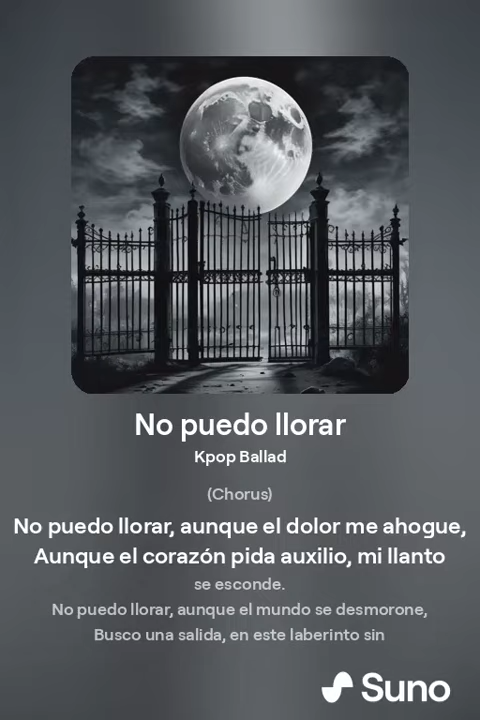 No puedo llorar
Kpop Ballad
(Chorus)
No puedo llorar, aunque el dolor me ahogue,
Aunque el corazón pida auxilio, mi llanto
se esconde.
No puedo llorar, aunque el mundo se desmorone,
Busco una salida, en este laberinto sin
Suno